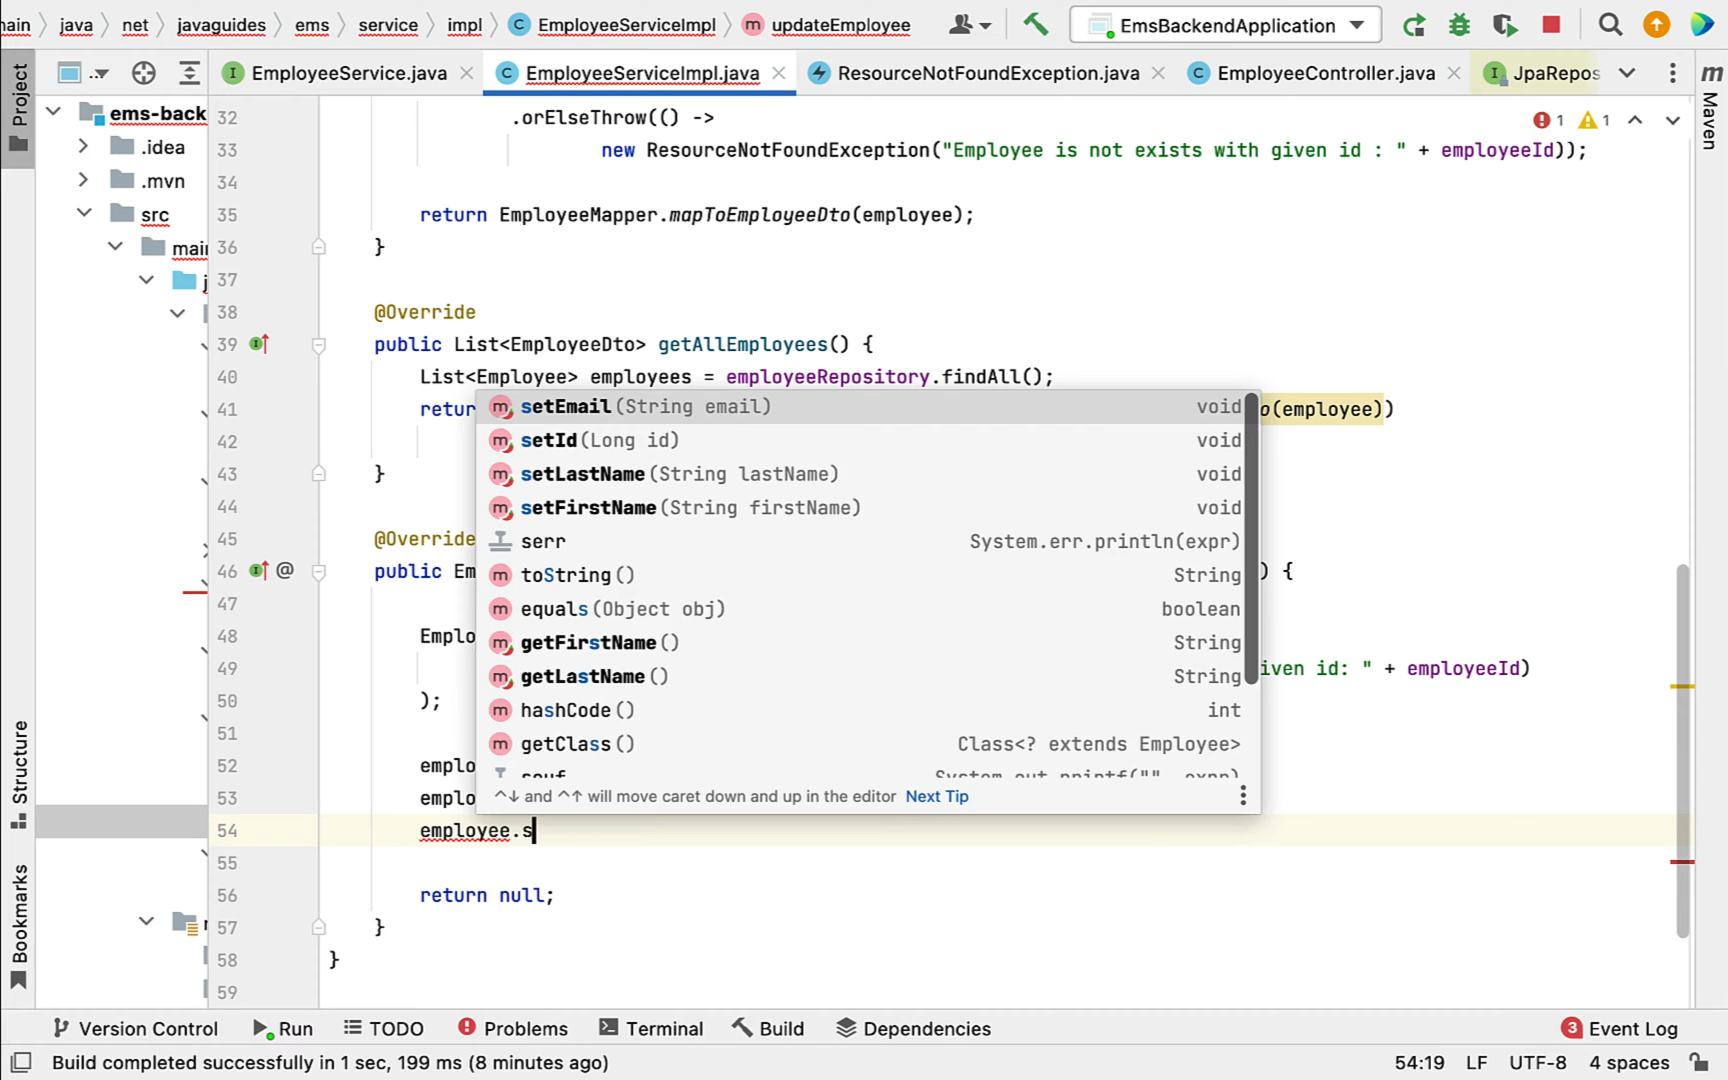 nain java net javaguides ems service impl EmployeeServiceImpl updateEmployee EmsBackendApplication
EmployeeService.java EmployeeServiceImpl.java ResourceNotFoundException.java EmployeeController.java JpaRepos
Project
Structure
Bookmarks
Maven
ems-back
.idea
.mvn
src
main
j
r
32 .orElseThrow(() ->
1 1
33 new ResourceNotFoundException("Employee is not exists with given id : " + employeeId));
34
35 return EmployeeMapper.mapToEmployeeDto(employee);
36 }
37
38 @Override
39 public List<EmployeeDto> getAllEmployees() {
40 List<Employee> employees = employeeRepository.findAll();
41 retur o(employee))
42
43 }
44
45 @Override
46 @ public Em ) {
47
48 Emplo
49 iven id: " + employeeId)
50 );
51
52 emplo
53 emplo
54 employee.s
55
56 return null;
57 }
58 }
59
setEmail(String email) void
setId(Long id) void
setLastName(String lastName) void
setFirstName(String firstName) void
serr System.err.println(expr)
toString() String
equals(Object obj) boolean
getFirstName() String
getLastName() String
hashCode() int
getClass() Class<? extends Employee>
souf System.out.printf("", expr)
^↓ and ^↑ will move caret down and up in the editor Next Tip
Version Control Run TODO Problems Terminal Build Dependencies 3 Event Log
Build completed successfully in 1 sec, 199 ms (8 minutes ago) 54:19 LF UTF-8 4 spaces